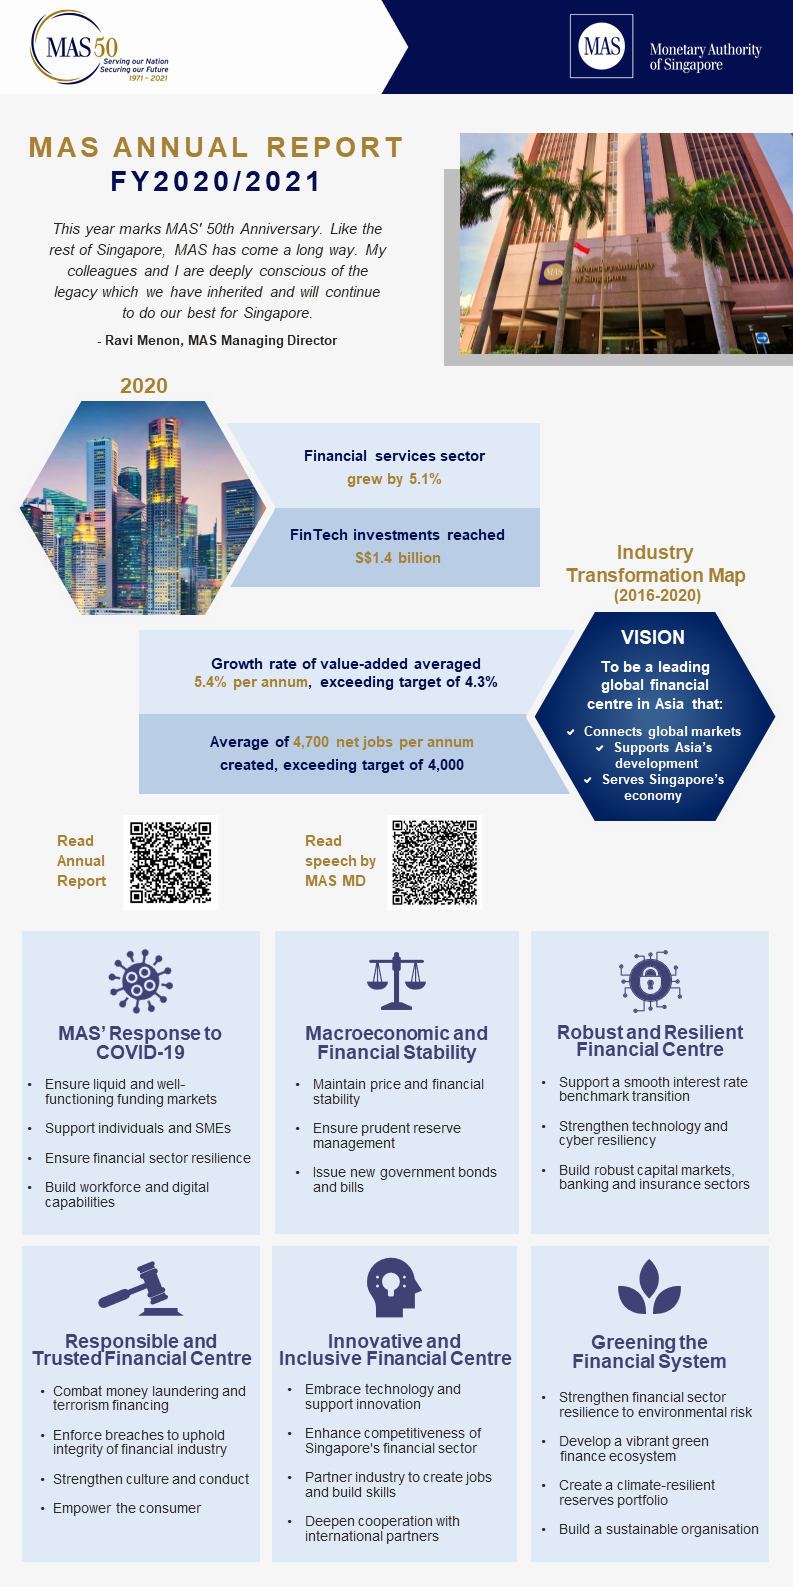 MAS 50
Serving our Nation
Securing our Future
1971 - 2021
MAS
Monetary Authority
of Singapore
MAS ANNUAL REPORT
FY2020/2021
This year marks MAS' 50th Anniversary. Like the
rest of Singapore, MAS has come a long way. My
colleagues and I are deeply conscious of the
legacy which we have inherited and will continue
to do our best for Singapore.
- Ravi Menon, MAS Managing Director
MAS
Monetary Authority
of Singapore
2020
Financial services sector
grew by 5.1%
FinTech investments reached
S$1.4 billion
Industry
Transformation Map
(2016-2020)
VISION
To be a leading
global financial
centre in Asia that:
Connects global markets
Supports Asia's
development
Serves Singapore's
economy
Growth rate of value-added averaged
5.4% per annum, exceeding target of 4.3%
Average of 4,700 net jobs per annum
created, exceeding target of 4,000
Read
Annual
Report
Read
speech by
MAS MD
MAS' Response to
COVID-19
• Ensure liquid and well-
functioning funding markets
• Support individuals and SMEs
• Ensure financial sector resilience
• Build workforce and digital
capabilities
Macroeconomic and
Financial Stability
• Maintain price and financial
stability
• Ensure prudent reserve
management
• Issue new government bonds
and bills
Robust and Resilient
Financial Centre
• Support a smooth interest rate
benchmark transition
• Strengthen technology and
cyber resiliency
• Build robust capital markets,
banking and insurance sectors
Responsible and
Trusted Financial Centre
• Combat money laundering and
terrorism financing
• Enforce breaches to uphold
integrity of financial industry
• Strengthen culture and conduct
• Empower the consumer
Innovative and
Inclusive Financial Centre
• Embrace technology and
support innovation
• Enhance competitiveness of
Singapore's financial sector
• Partner industry to create jobs
and build skills
• Deepen cooperation with
international partners
Greening the
Financial System
• Strengthen financial sector
resilience to environmental risk
• Develop a vibrant green
finance ecosystem
• Create a climate-resilient
reserves portfolio
• Build a sustainable organisation